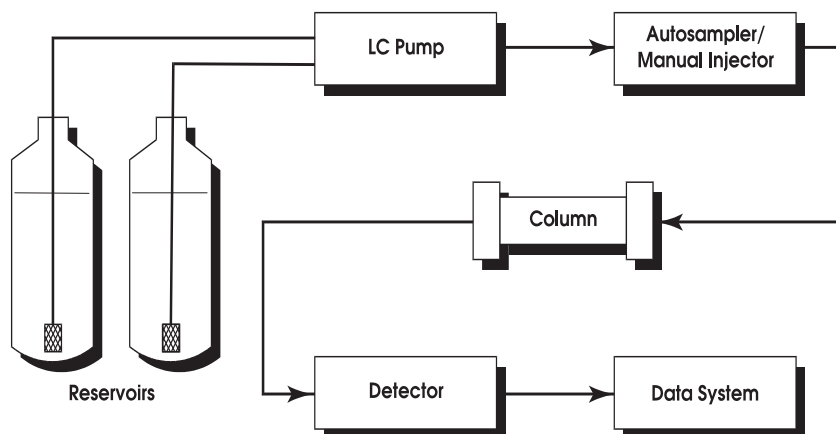 LC Pump
Autosampler/
Manual Injector
Column
Reservoirs
Detector
Data System